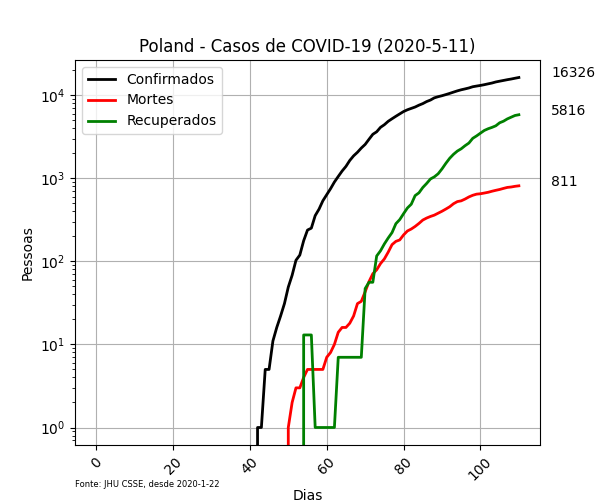 Poland - Casos de COVID-19 (2020-5-11)
Confirmados
Mortes
Recuperados
16326
5816
811
10⁴
10³
10²
10¹
10⁰
Pessoas
0
20
40
60
80
100
Dias
Fonte: JHU CSSE, desde 2020-1-22